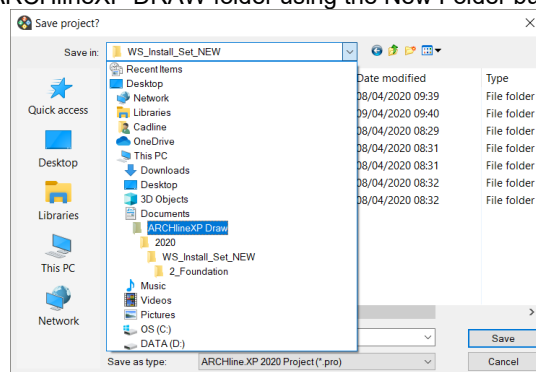 ARCHlineXP DRAW folder using the New Folder bu
Save project?
Save in: WS_Install_Set_NEW
Recent Items
Desktop
Network
Libraries
Cadline
OneDrive
This PC
Downloads
Desktop
3D Objects
Documents
ARCHlineXP Draw
2020
WS_Install_Set_NEW
2_Foundation
Music
Videos
Pictures
OS (C:)
DATA (D:)
Quick access
Desktop
Libraries
This PC
Network
Date modified Type
08/04/2020 09:39 File folder
09/04/2020 09:40 File folder
08/04/2020 08:29 File folder
08/04/2020 08:31 File folder
08/04/2020 08:31 File folder
08/04/2020 08:32 File folder
08/04/2020 08:32 File folder
Save
Save as type: ARCHline.XP 2020 Project (*.pro) Cancel